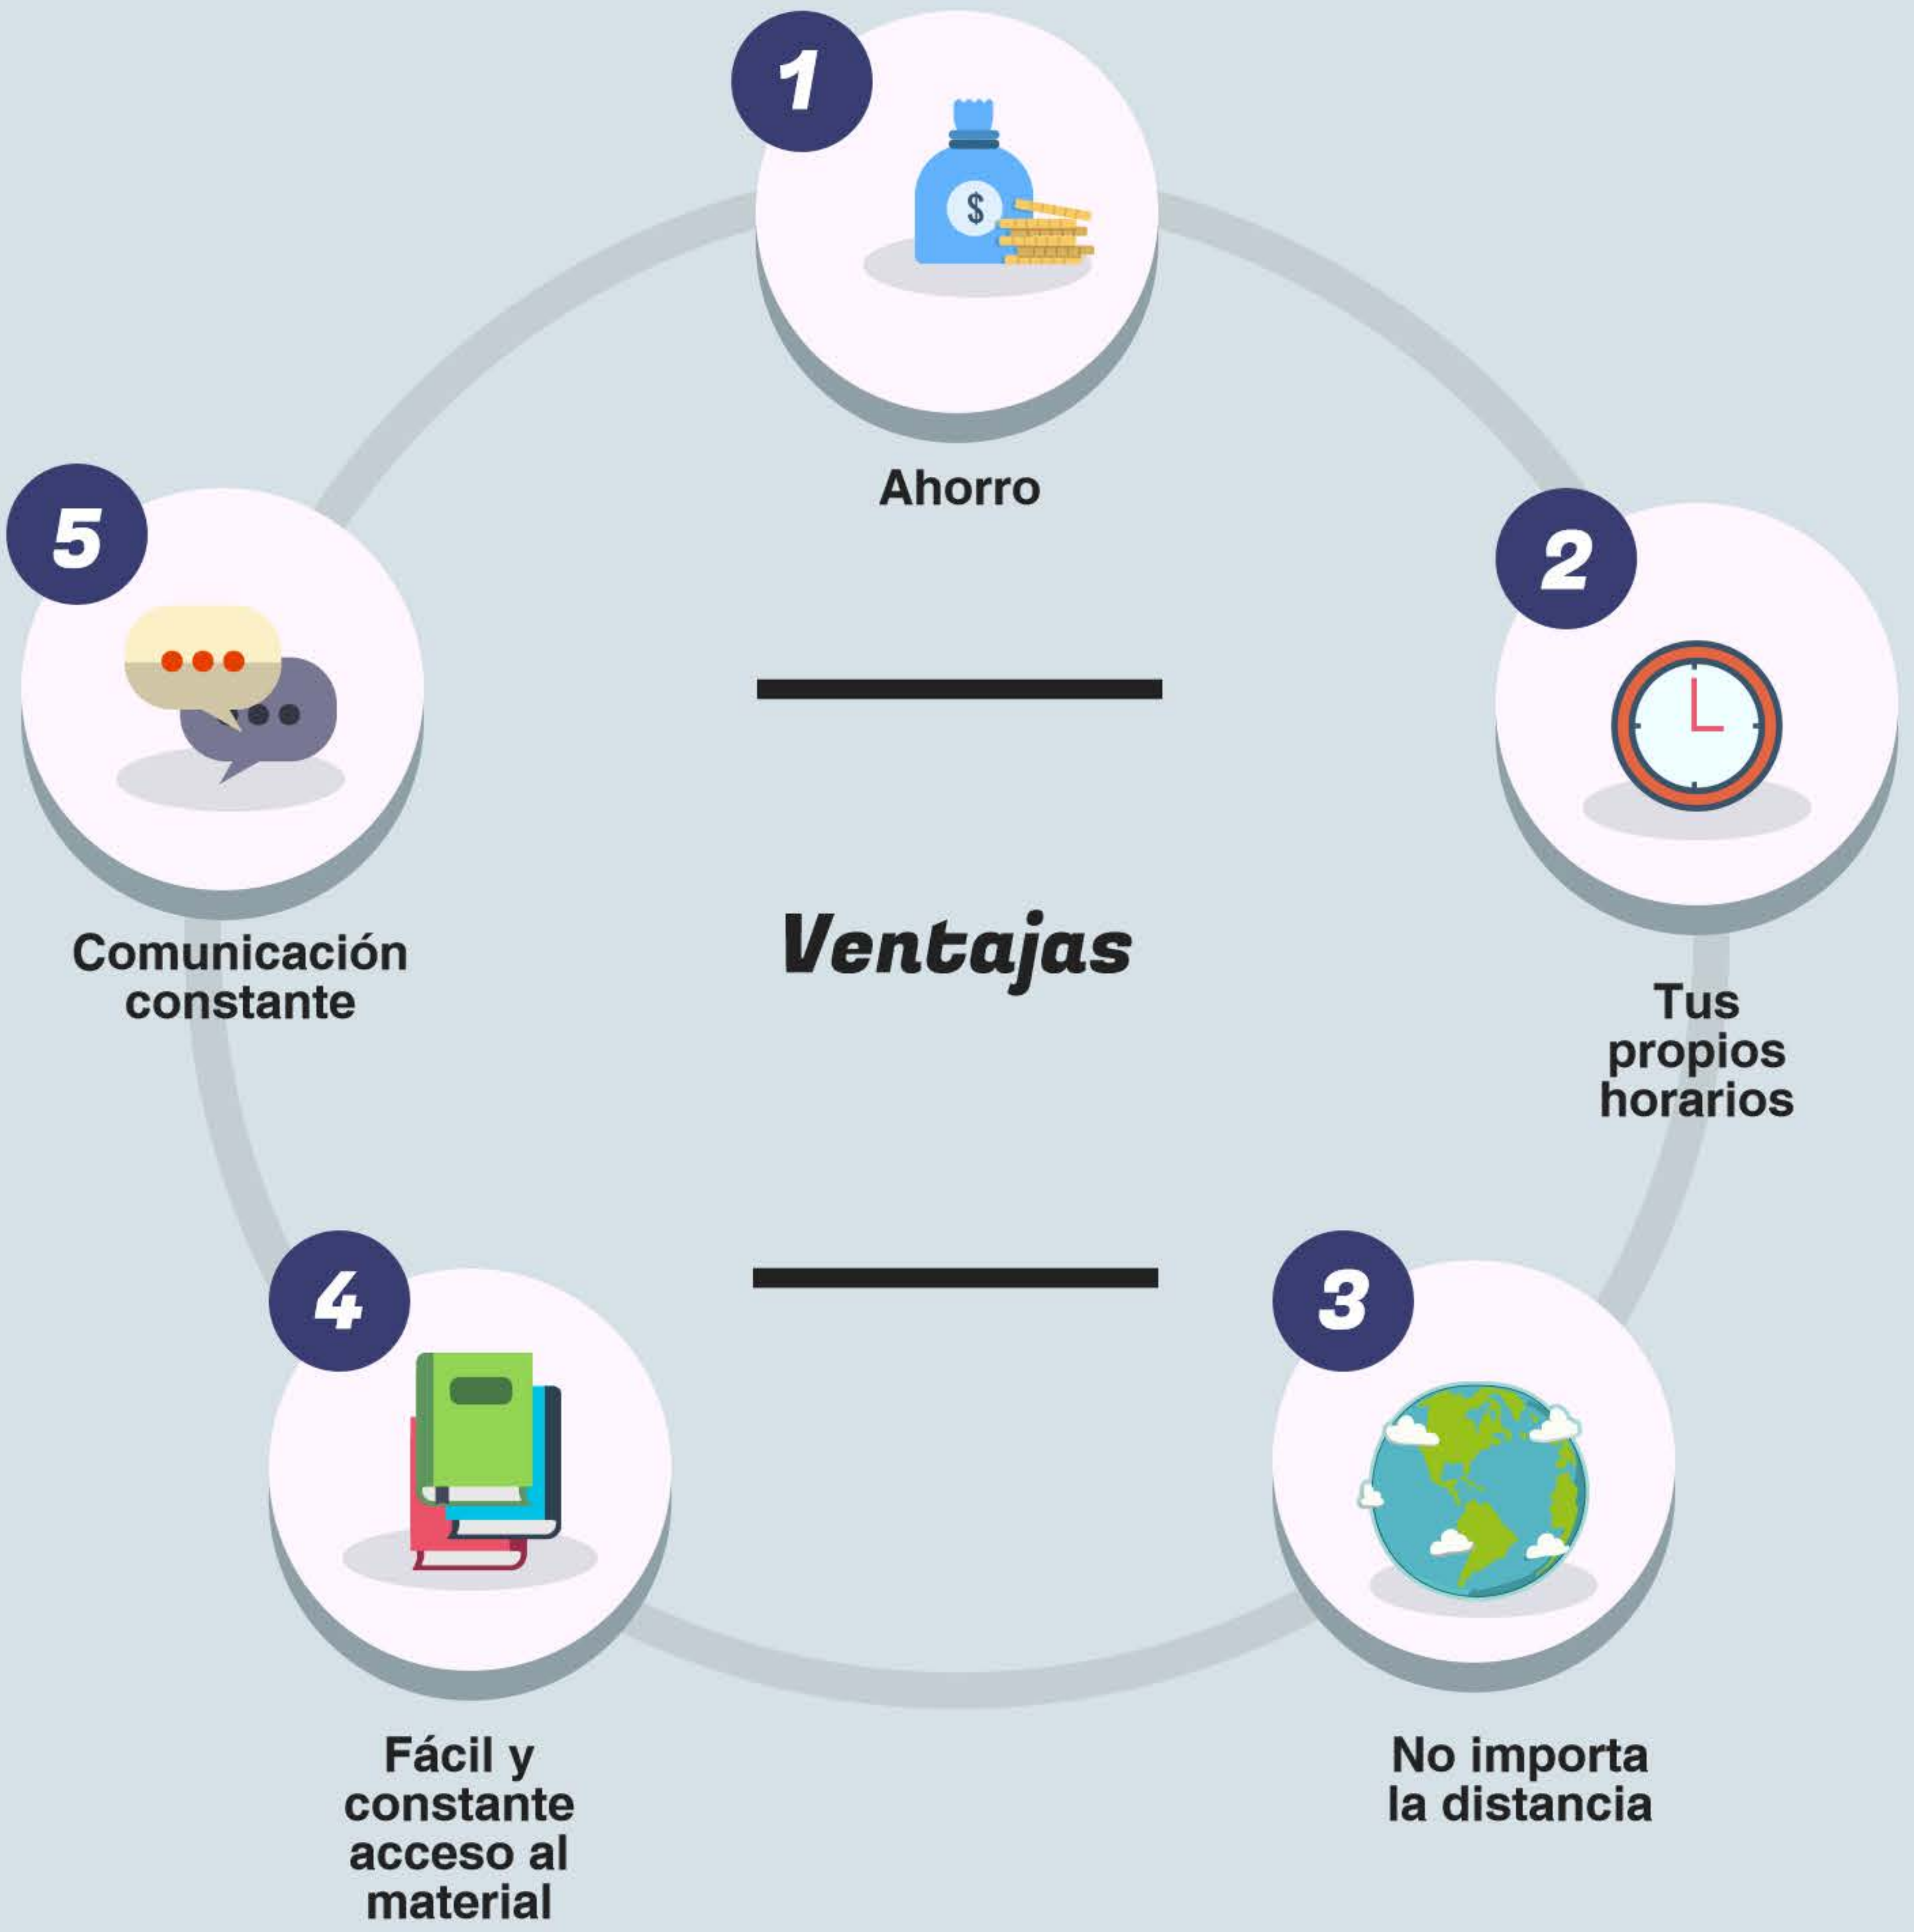 1
$
Ahorro
2
Tus
propios
horarios
3
No importa
la distancia
4
Fácil y
constante
acceso al
material
5
Comunicación
constante
Ventajas